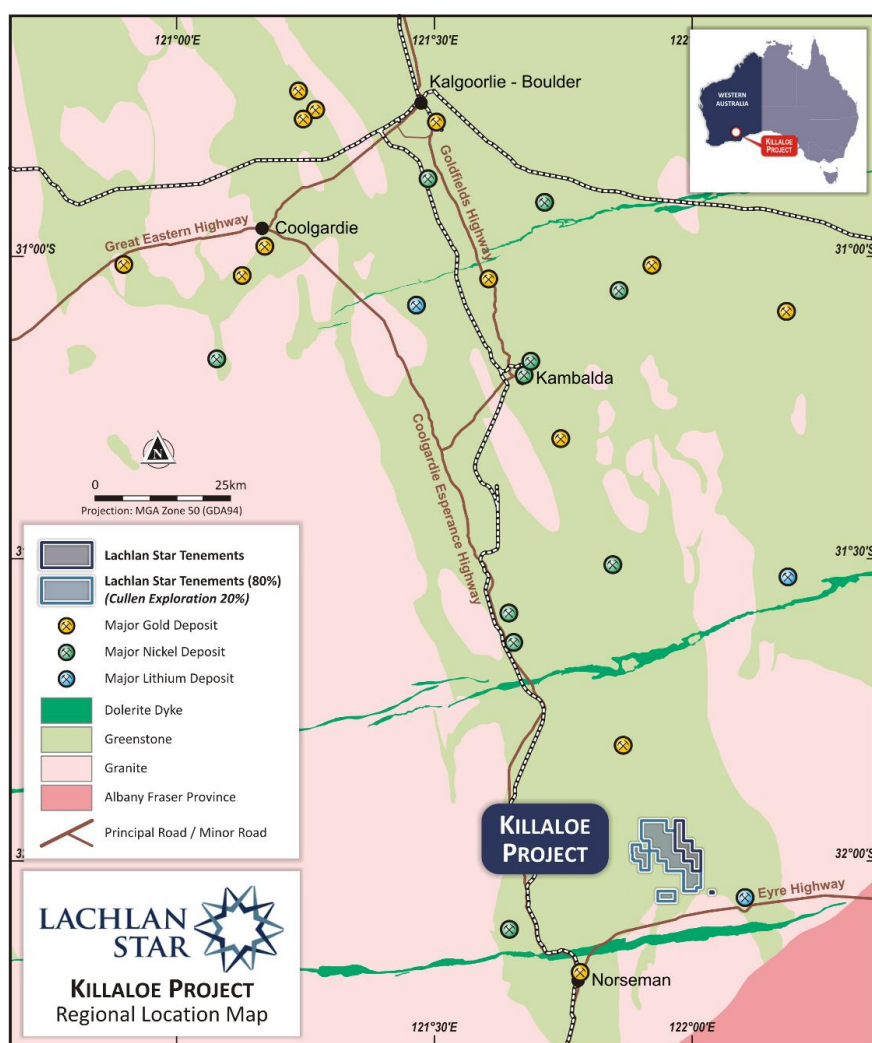 121°00'E
121°30'E
122°
Kalgoorlie - Boulder
WESTERN
AUSTRALIA
KILLALOE
PROJECT
Goldfields Highway
Great Eastern Highway
Coolgardie
31°00'S
31°00'S
Kambalda
Coolgardie Esperance Highway
N
0 25km
Projection: MGA Zone 50 (GDA94)
31°
31°30'S
Lachlan Star Tenements
Lachlan Star Tenements (80%)
(Cullen Exploration 20%)
Major Gold Deposit
Major Nickel Deposit
Major Lithium Deposit
Dolerite Dyke
Greenstone
Granite
Albany Fraser Province
Principal Road / Minor Road
KILLALOE
PROJECT
32°
32°00'S
Eyre Highway
LACHLAN
STAR
KILLALOE PROJECT
Regional Location Map
Norseman
121°30'E
122°00'E